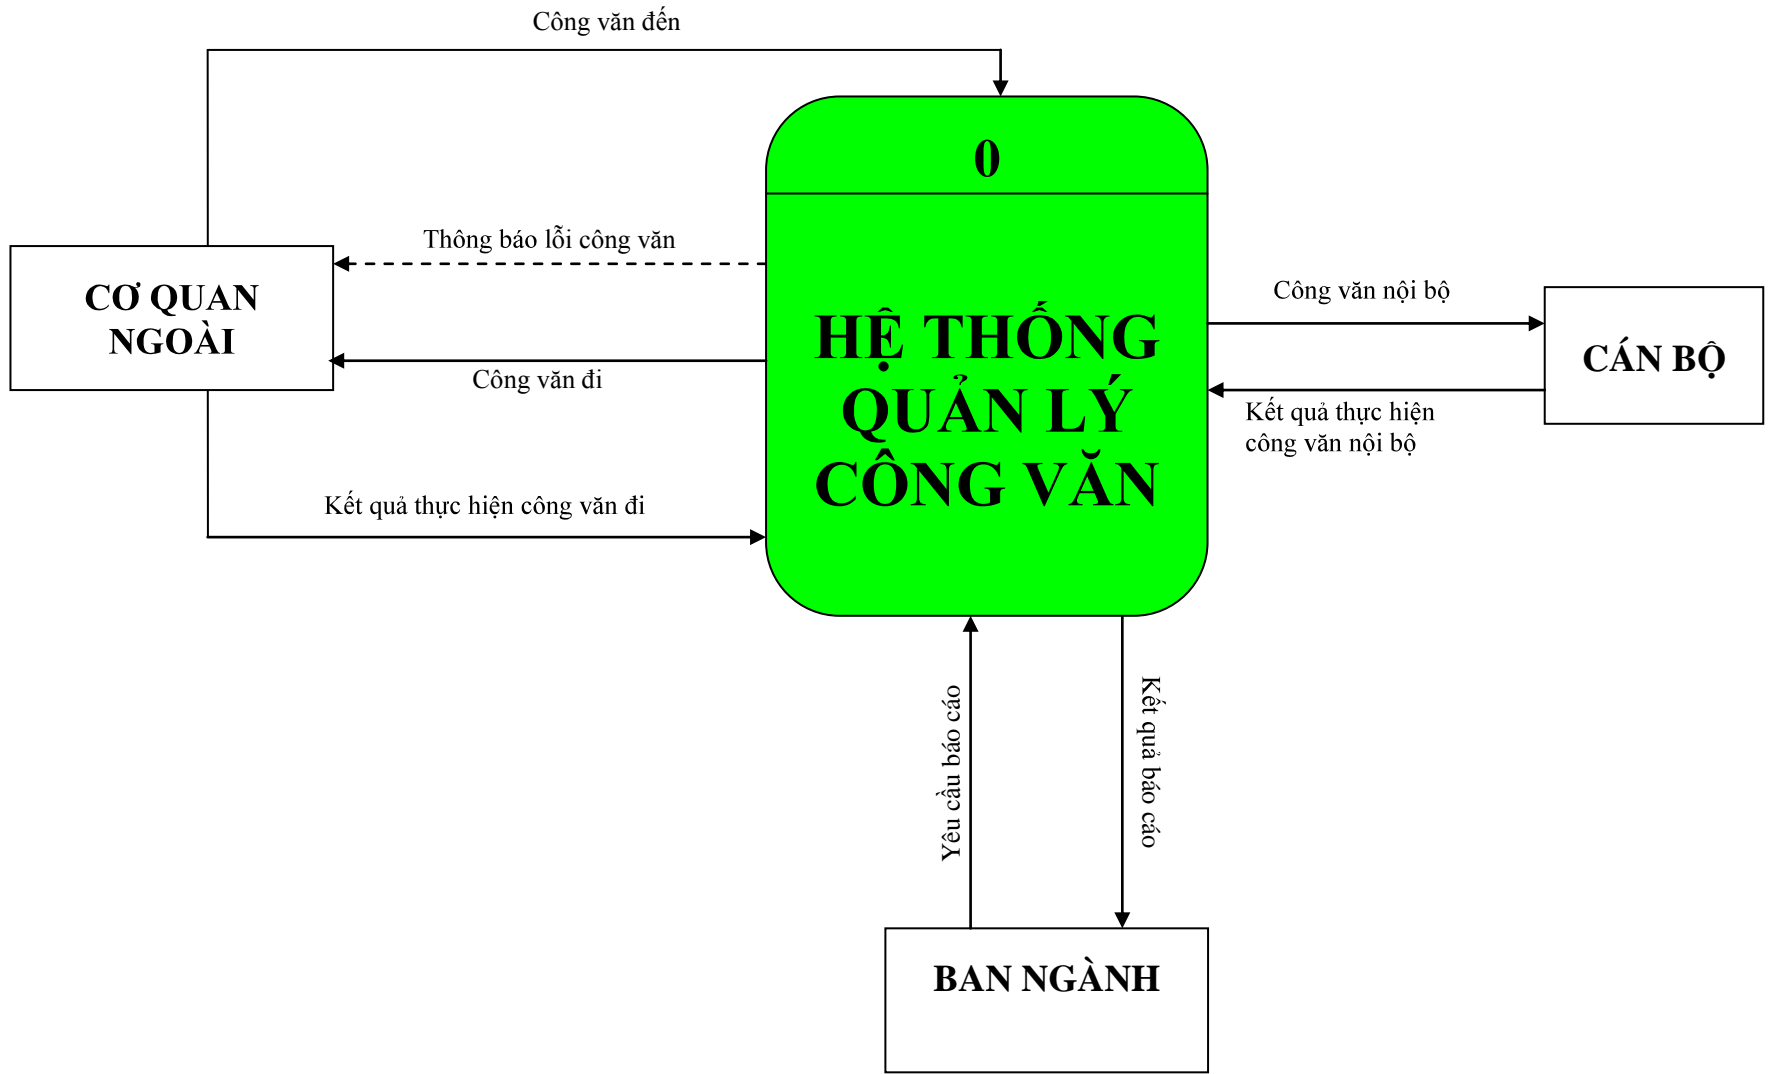 Công văn đến
0
Thông báo lỗi công văn
CƠ QUAN
NGOÀI
Công văn đi
Kết quả thực hiện công văn đi
HỆ THỐNG
QUẢN LÝ
CÔNG VĂN
Công văn nội bộ
CÁN BỘ
Kết quả thực hiện
công văn nội bộ
Yêu cầu báo cáo
Kết quả báo cáo
BAN NGÀNH